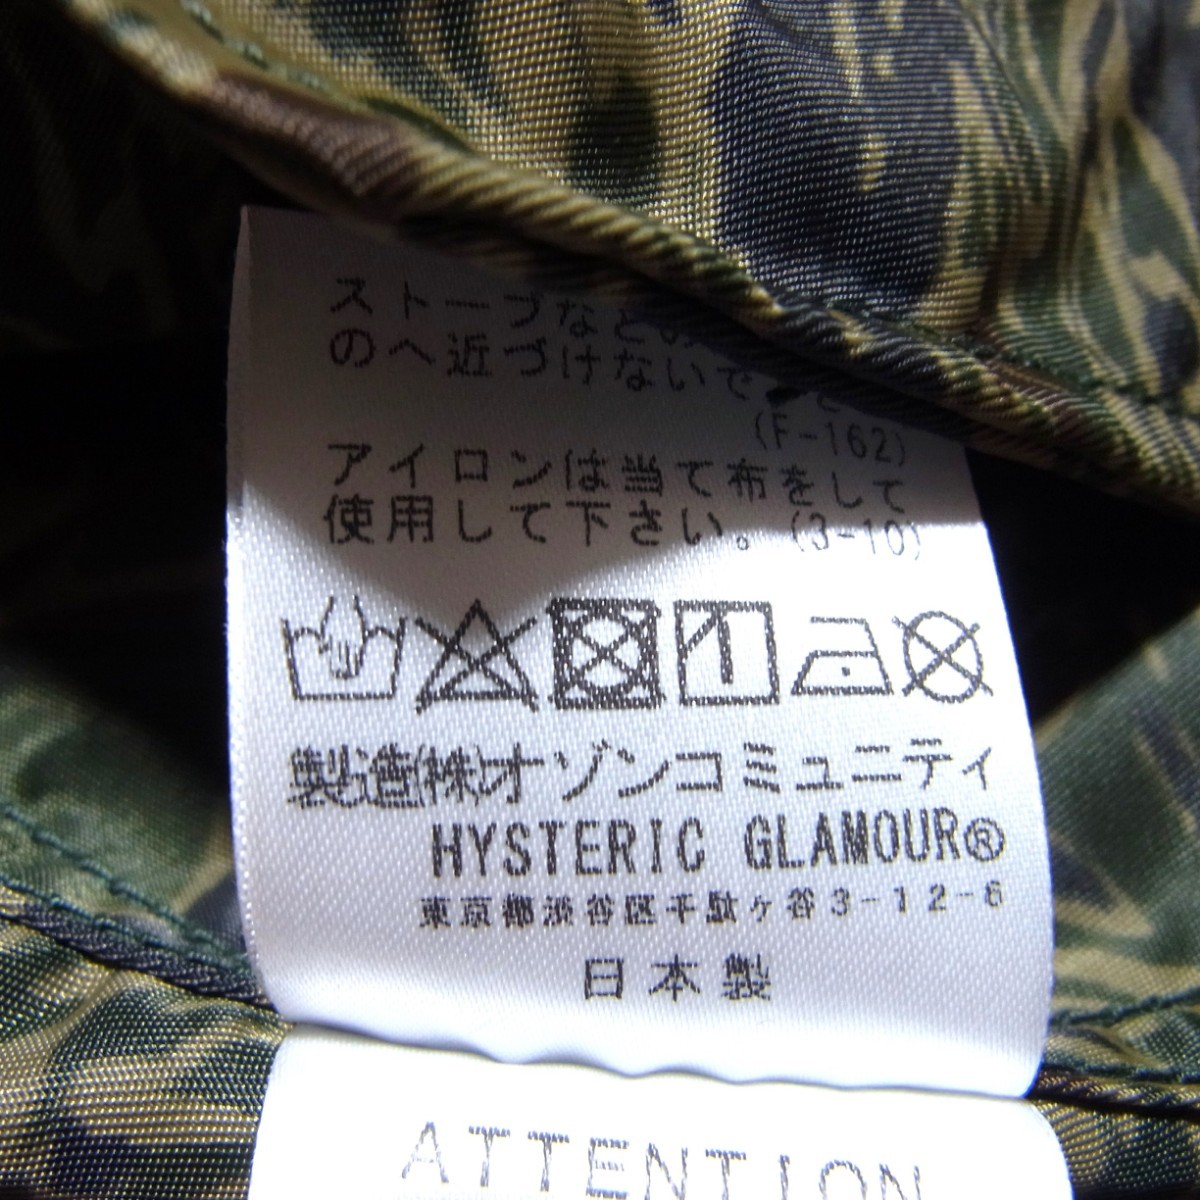 ストーブなど
のへ近づけないで
(F-162)
アイロンは当て布をして
使用して下さい。(3-10)
製造(株)オゾンコミュニティ
HYSTERIC GLAMOUR®
東京都渋谷区千駄ヶ谷3-12-6
日本製
ATTENTION